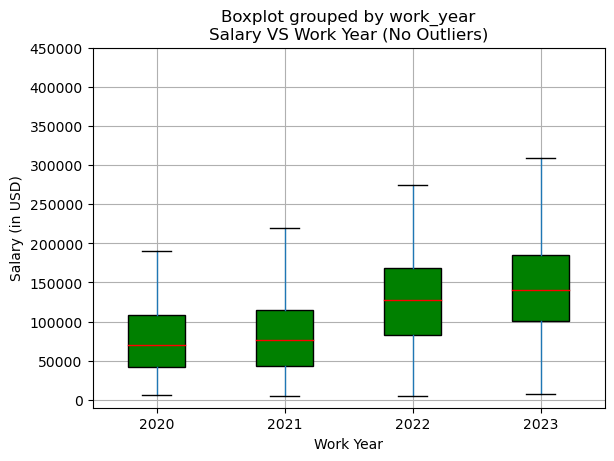 Boxplot grouped by work_year
Salary VS Work Year (No Outliers)
450000
400000
350000
300000
250000
200000
150000
100000
50000
0
Salary (in USD)
2020 2021 2022 2023
Work Year